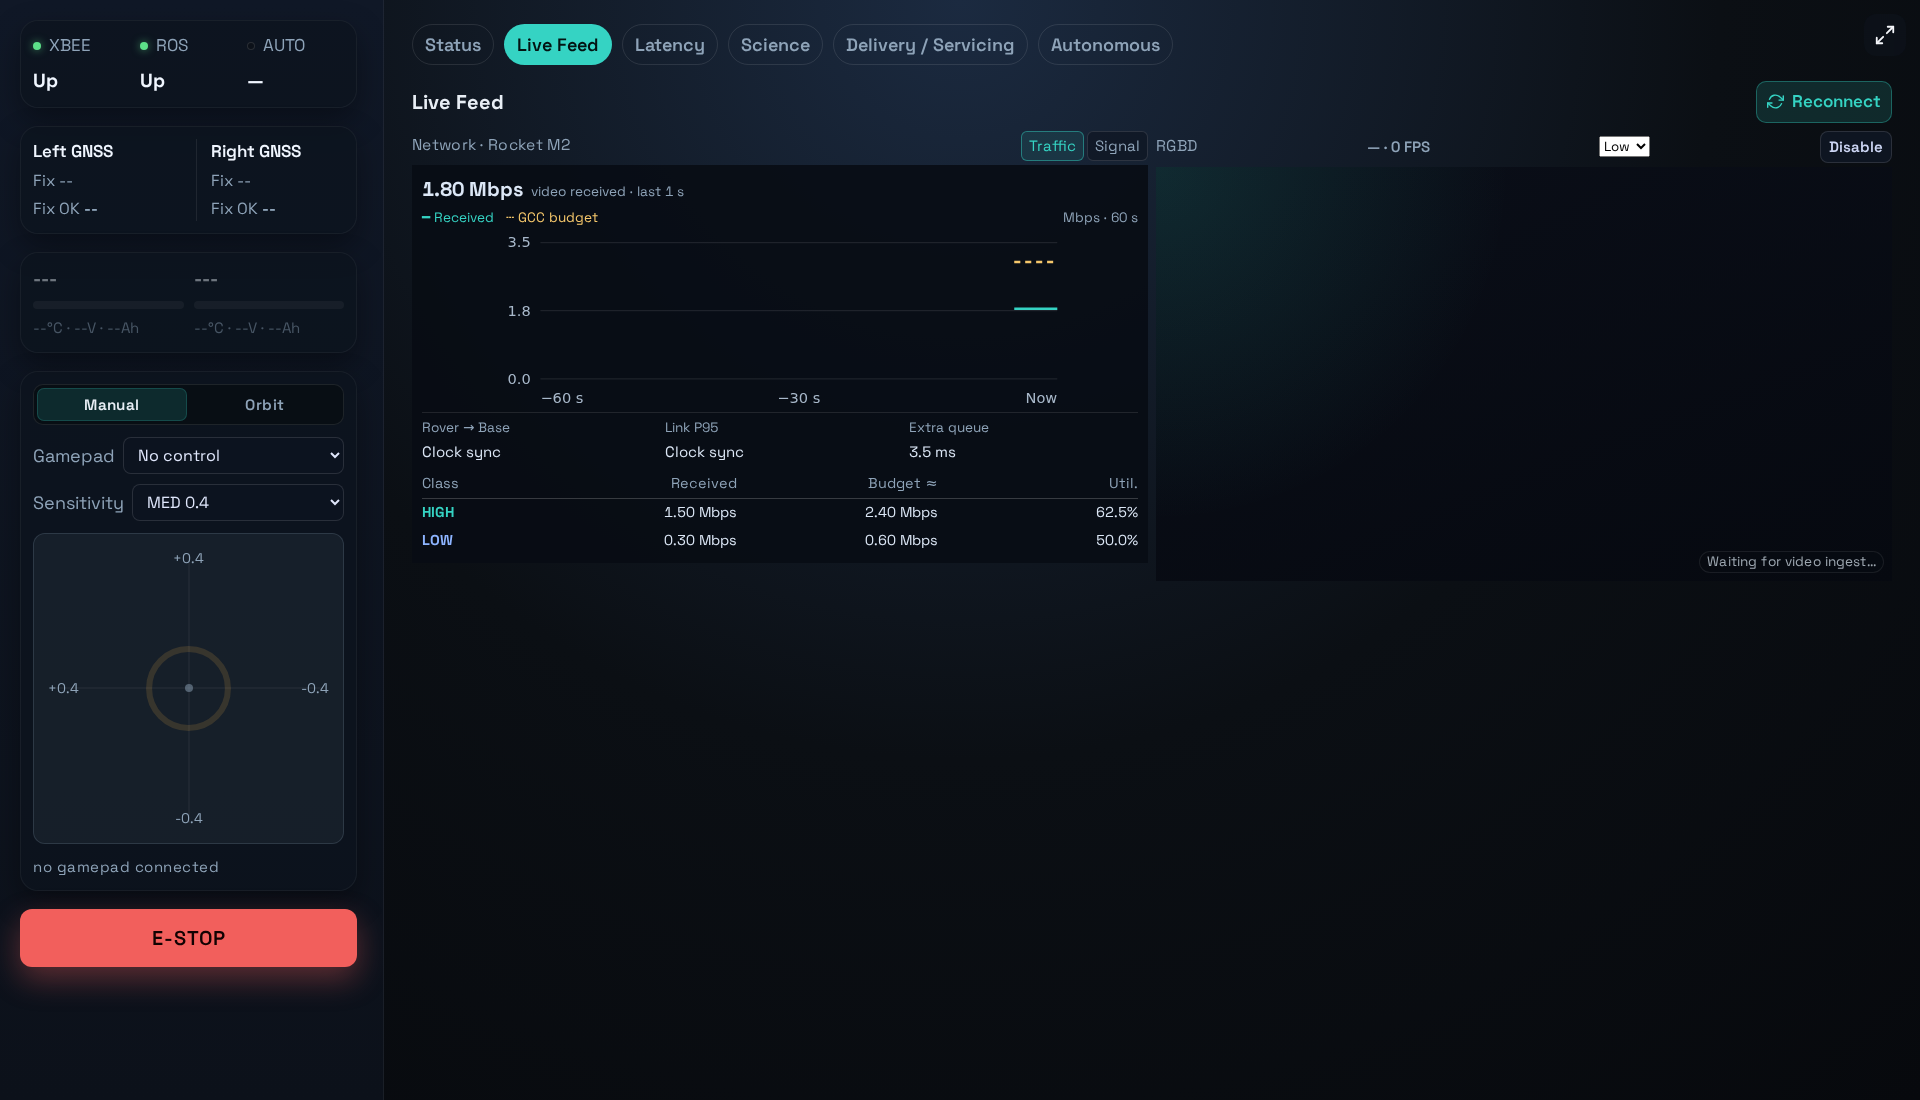 XBEE ROS AUTO
Up Up —
Left GNSS Right GNSS
Fix -- Fix --
Fix OK -- Fix OK --
--- ---
--°C · --V · --Ah --°C · --V · --Ah
Manual Orbit
Gamepad No control
Sensitivity MED 0.4
+0.4
+0.4 -0.4
-0.4
no gamepad connected
E-STOP
Status Live Feed Latency Science Delivery / Servicing Autonomous
Live Feed Reconnect
Network · Rocket M2 Traffic Signal
1.80 Mbps video received · last 1 s
Received GCC budget Mbps · 60 s
3.5
1.8
0.0
−60 s −30 s Now
Rover → Base Link P95 Extra queue
Clock sync Clock sync 3.5 ms
Class Received Budget ≈ Util.
HIGH 1.50 Mbps 2.40 Mbps 62.5%
LOW 0.30 Mbps 0.60 Mbps 50.0%
RGBD — · 0 FPS Low Disable
Waiting for video ingest…